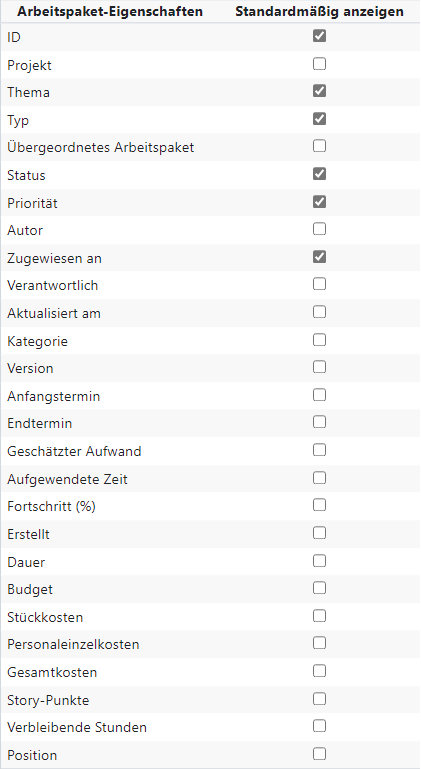 Arbeitspaket-Eigenschaften Standardmäßig anzeigen
ID
Projekt
Thema
Typ
Übergeordnetes Arbeitspaket
Status
Priorität
Autor
Zugewiesen an
Verantwortlich
Aktualisiert am
Kategorie
Version
Anfangstermin
Endtermin
Geschätzter Aufwand
Aufgewendete Zeit
Fortschritt (%)
Erstellt
Dauer
Budget
Stückkosten
Personaleinzelkosten
Gesamtkosten
Story-Punkte
Verbleibende Stunden
Position